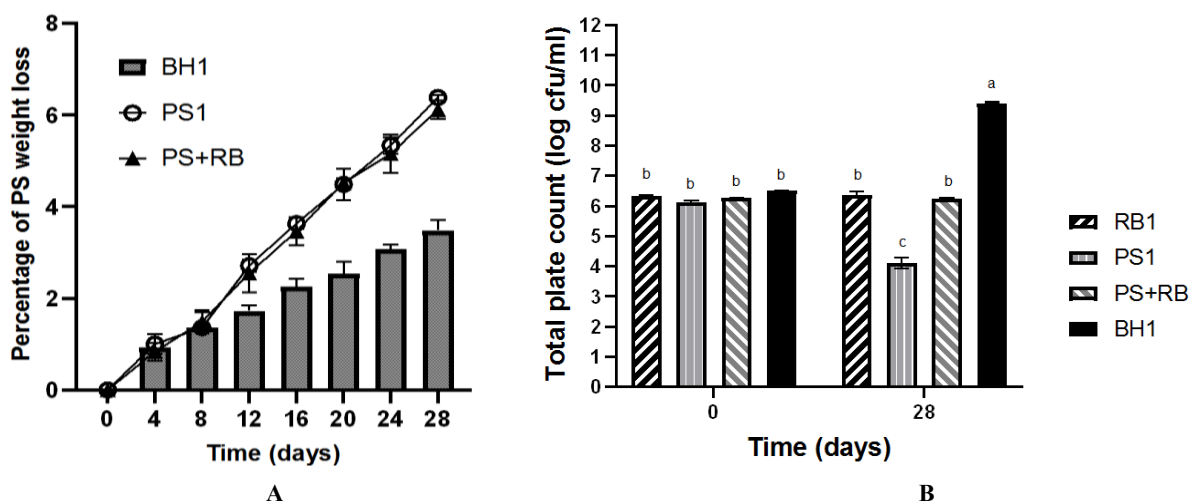 Percentage of PS weight loss
8
6
4
2
0
BH1
PS1
PS+RB
0 4 8 12 16 20 24 28
Time (days)
A
Total plate count (log cfu/ml)
12
11
10
9
8
7
6
5
4
3
2
1
0
b b b b b c b a
0 28
Time (days)
RB1
PS1
PS+RB
BH1
B